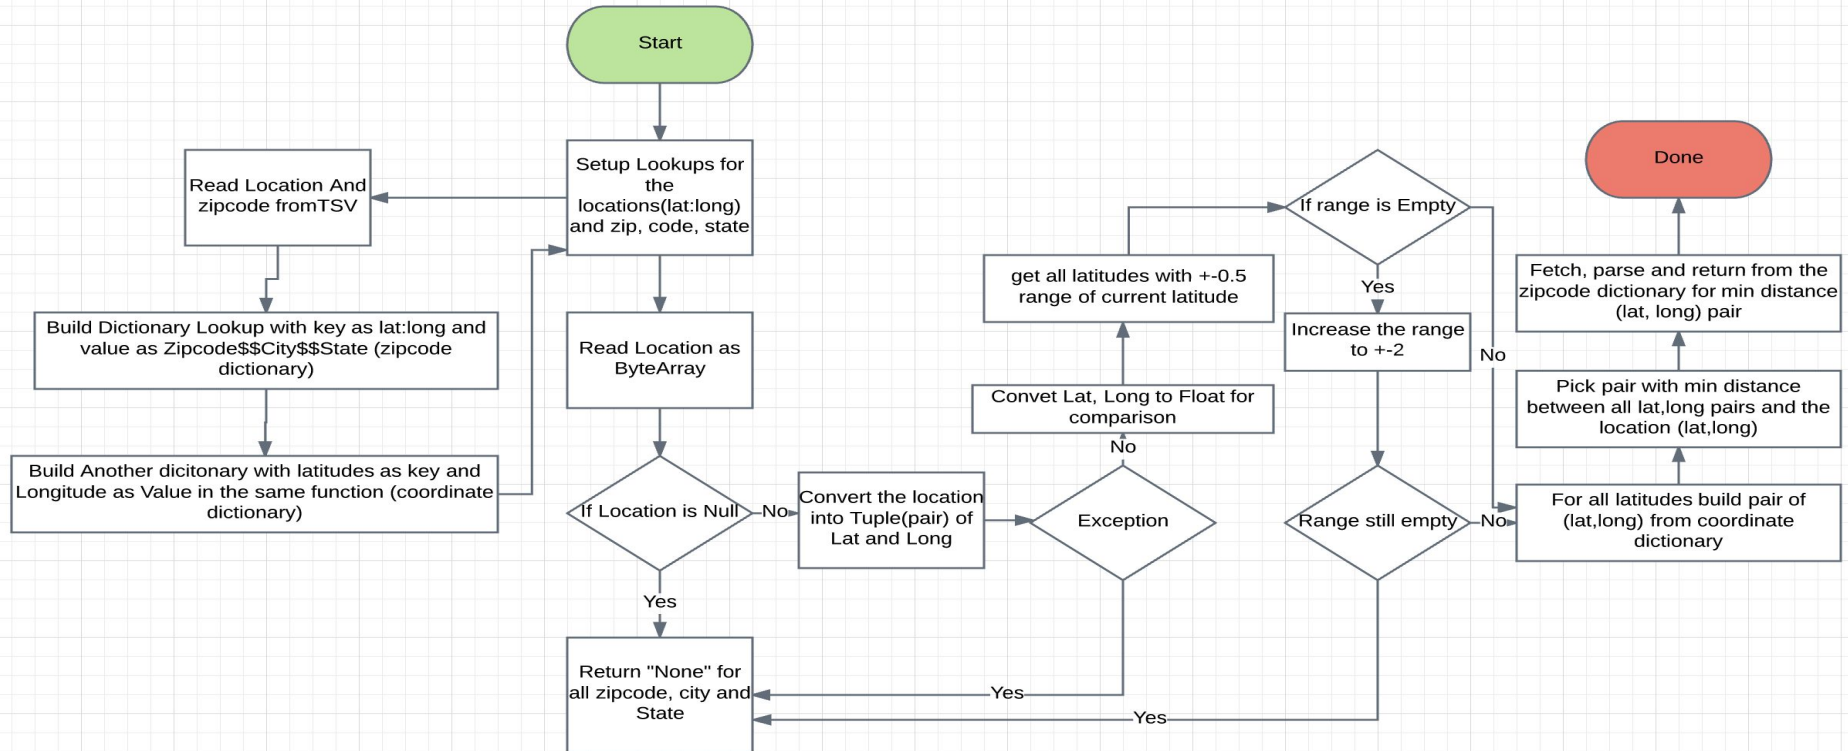 Start
Setup Lookups for
the
locations(lat:long)
and zip, code, state
Read Location And
zipcode fromTSV
Build Dictionary Lookup with key as lat:long and
value as Zipcode$$City$$State (zipcode
dictionary)
Build Another dicitonary with latitudes as key and
Longitude as Value in the same function (coordinate
dictionary)
Read Location as
ByteArray
If Location is Null
No
Yes
Return "None" for
all zipcode, city and
State
Convert the location
into Tuple(pair) of
Lat and Long
Exception
No
Yes
Convet Lat, Long to Float for
comparison
get all latitudes with +-0.5
range of current latitude
If range is Empty
Yes
No
Increase the range
to +-2
Range still empty
No
Yes
For all latitudes build pair of
(lat,long) from coordinate
dictionary
Pick pair with min distance
between all lat,long pairs and the
location (lat,long)
Fetch, parse and return from the
zipcode dictionary for min distance
(lat, long) pair
Done